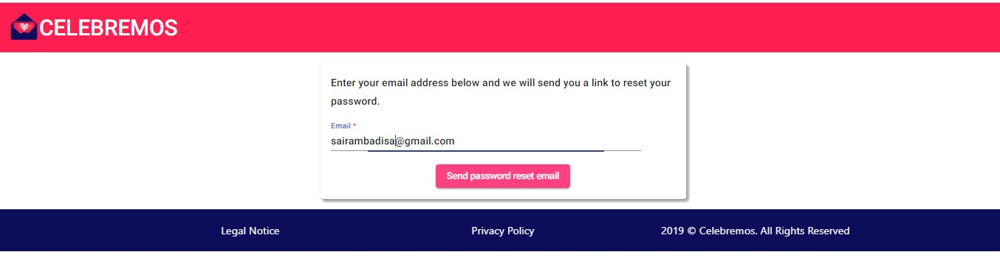 CELEBREMOS
Enter your email address below and we will send you a link to reset your
password.
Email *
sairambadisa@gmail.com
Send password reset email
Legal Notice
Privacy Policy
2019 © Celebremos. All Rights Reserved